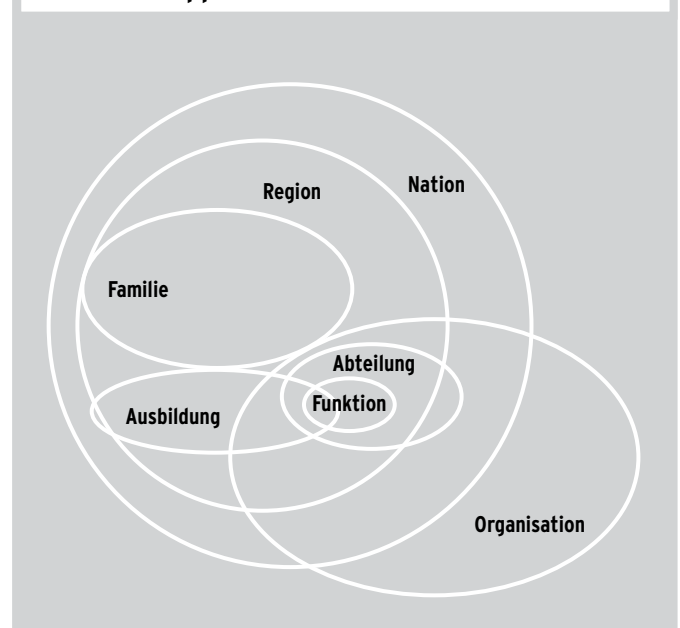 Region
Nation
Familie
Abteilung
Funktion
Ausbildung
Organisation